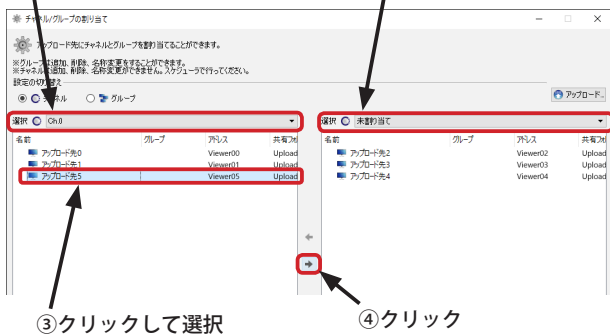 チャネル/グループの割り当て
アップロード先にチャネルとグループを割り当てることができます。
※グループは追加、削除、名称変更をすることができます。
※チャネルは追加、削除、名称変更ができません。スケジューラで行ってください。
設定の切り替え
チャネル グループ
アップロード...
選択 Ch.0
選択 未割り当て
名前 グループ アドレス 共有フォ
アップロード先0 Viewer00 Upload
アップロード先1 Viewer01 Upload
アップロード先5 Viewer05 Upload
名前 グループ アドレス 共有フォ
アップロード先2 Viewer02 Upload
アップロード先3 Viewer03 Upload
アップロード先4 Viewer04 Upload
③クリックして選択
④クリック